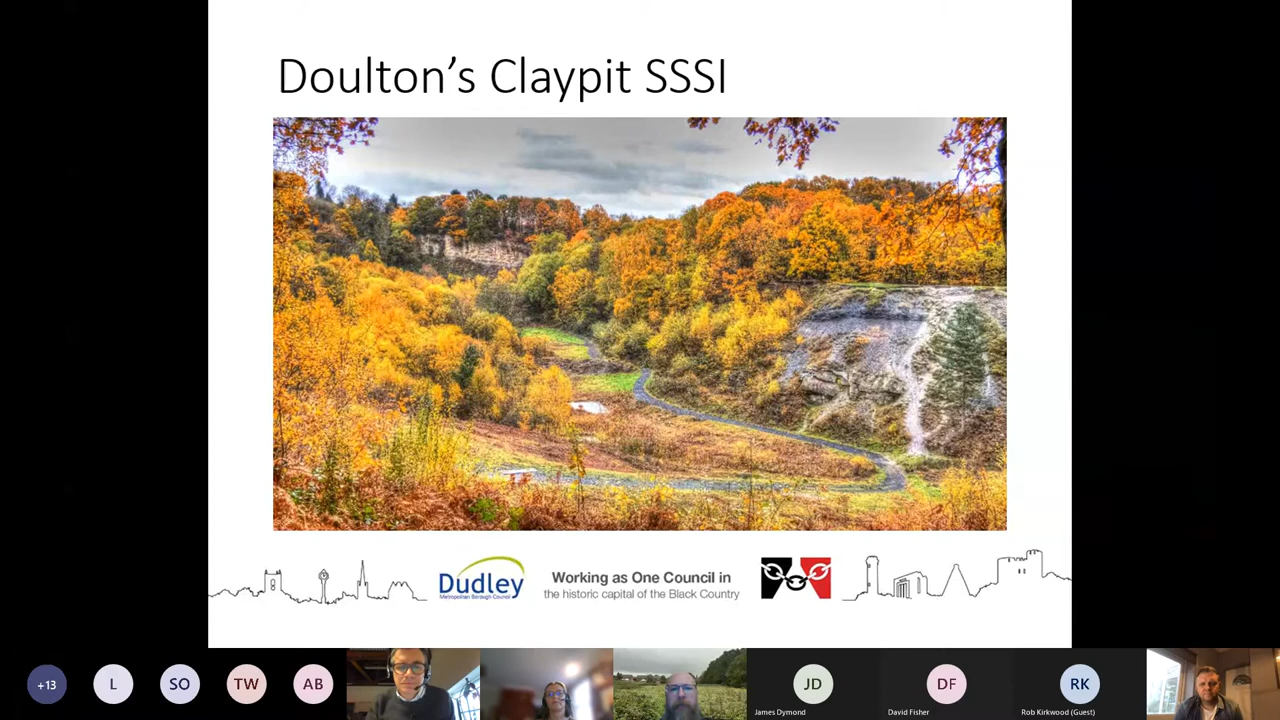 Doulton's Claypit SSSI
Dudley
Metropolitan Borough Council
Working as One Council in
the historic capital of the Black Country
+13
L
SO
TW
AB
JD
James Dymond
DF
David Fisher
RK
Rob Kirkwood (Guest)